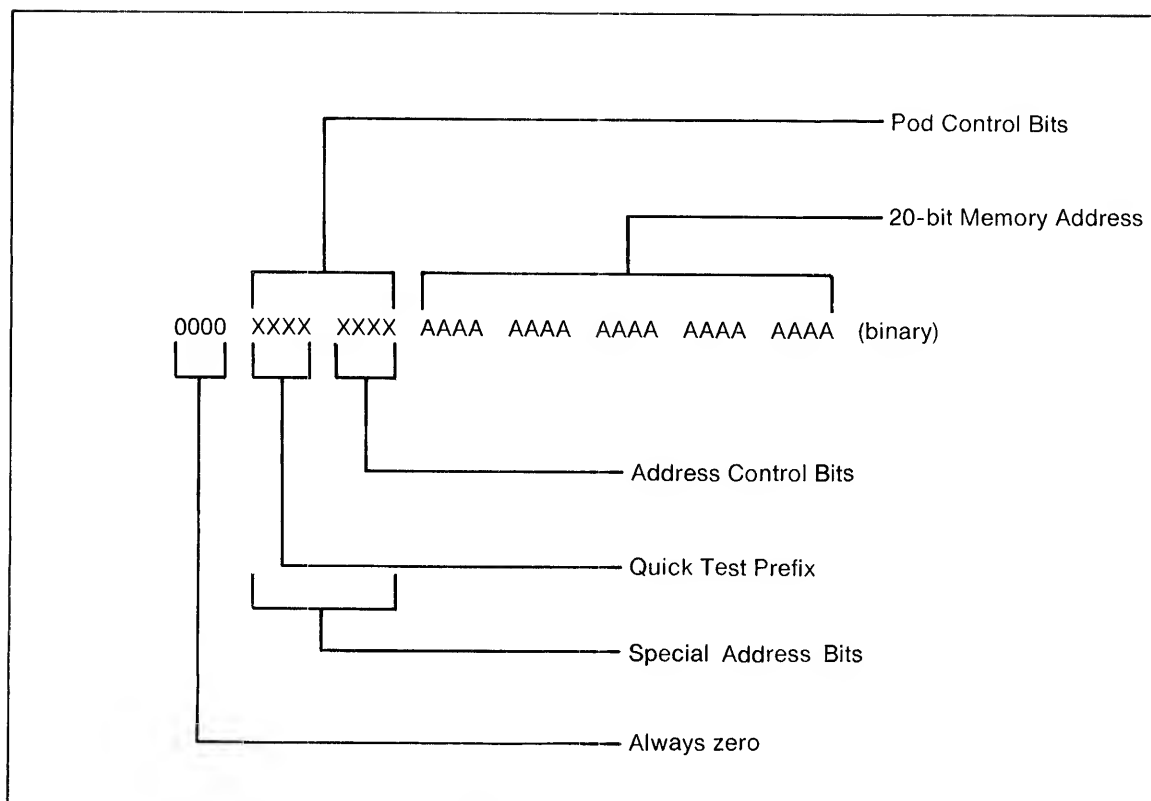 Pod Control Bits
20-bit Memory Address
0000 XXXX XXXX AAAA AAAA AAAA AAAA AAAA (binary)
Address Control Bits
Quick Test Prefix
Special Address Bits
Always zero